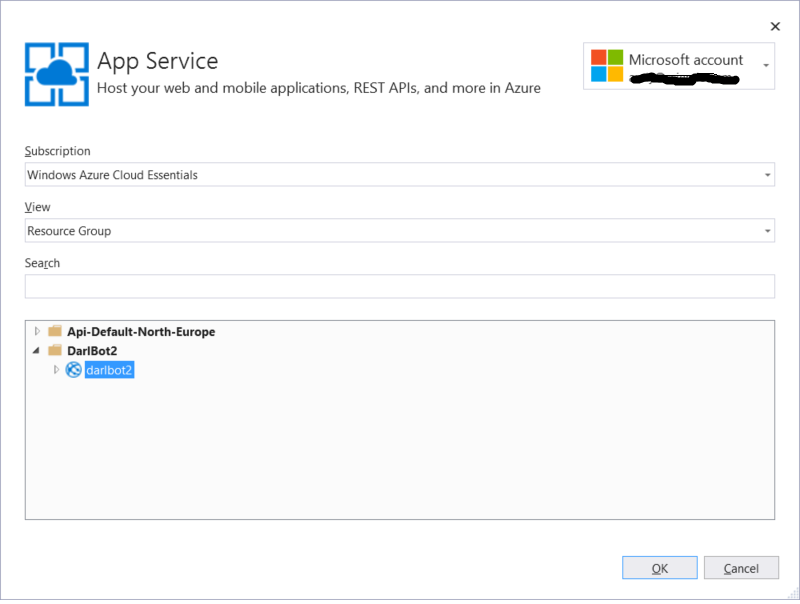 App Service
Host your web and mobile applications, REST APIs, and more in Azure
Microsoft account
Subscription
Windows Azure Cloud Essentials
View
Resource Group
Search
Api-Default-North-Europe
DarlBot2
darlbot2
OK
Cancel